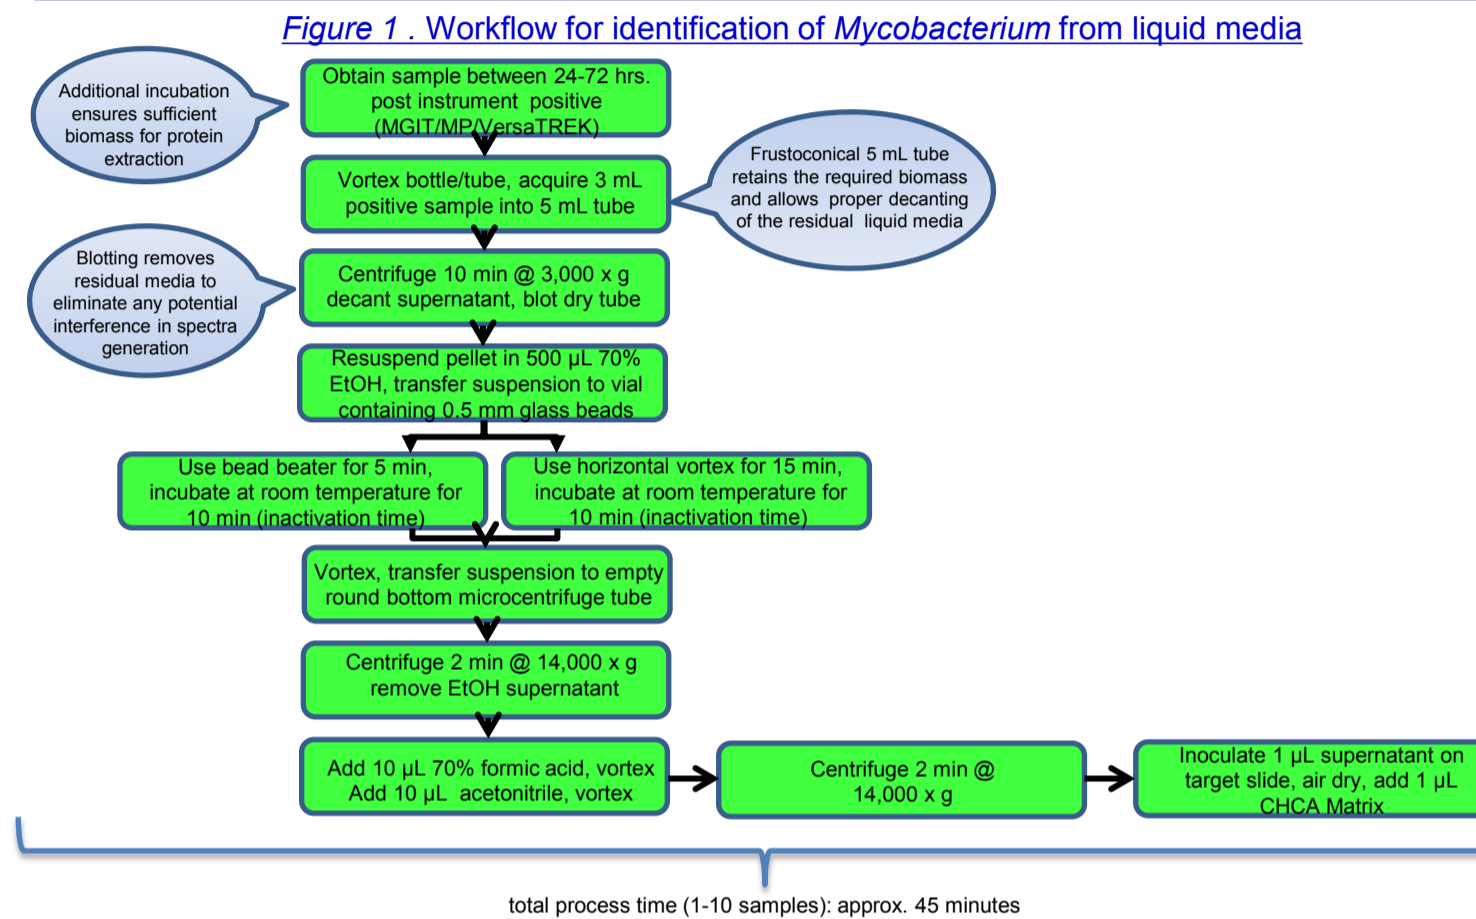 Figure 1 . Workflow for identification of Mycobacterium from liquid media
Additional incubation
ensures sufficient
biomass for protein
extraction
Obtain sample between 24-72 hrs.
post instrument positive
(MGIT/MP/VersaTREK)
Vortex bottle/tube, acquire 3 mL
positive sample into 5 mL tube
Frustoconical 5 mL tube
retains the required biomass
and allows proper decanting
of the residual liquid media
Blotting removes
residual media to
eliminate any potential
interference in spectra
generation
Centrifuge 10 min @ 3,000 x g
decant supernatant, blot dry tube
Resuspend pellet in 500 µL 70%
EtOH, transfer suspension to vial
containing 0.5 mm glass beads
Use bead beater for 5 min,
incubate at room temperature for
10 min (inactivation time)
Use horizontal vortex for 15 min,
incubate at room temperature for
10 min (inactivation time)
Vortex, transfer suspension to empty
round bottom microcentrifuge tube
Centrifuge 2 min @ 14,000 x g
remove EtOH supernatant
Add 10 µL 70% formic acid, vortex
Add 10 µL acetonitrile, vortex
Centrifuge 2 min @
14,000 x g
Inoculate 1 µL supernatant on
target slide, air dry, add 1 µL
CHCA Matrix
total process time (1-10 samples): approx. 45 minutes